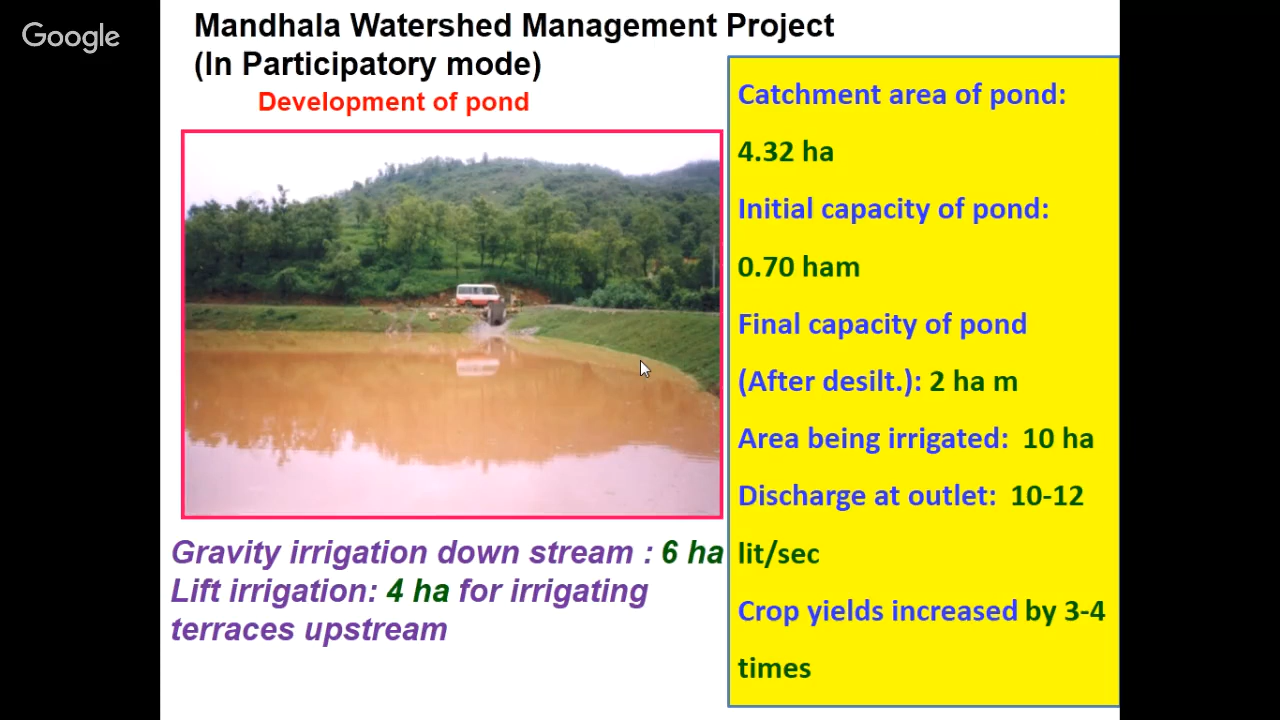 Google
Mandhala Watershed Management Project
(In Participatory mode)
Development of pond
Catchment area of pond:
4.32 ha
Initial capacity of pond:
0.70 ham
Final capacity of pond
(After desilt.): 2 ha m
Area being irrigated: 10 ha
Discharge at outlet: 10-12
lit/sec
Crop yields increased by 3-4
times
Gravity irrigation down stream : 6 ha
Lift irrigation: 4 ha for irrigating
terraces upstream